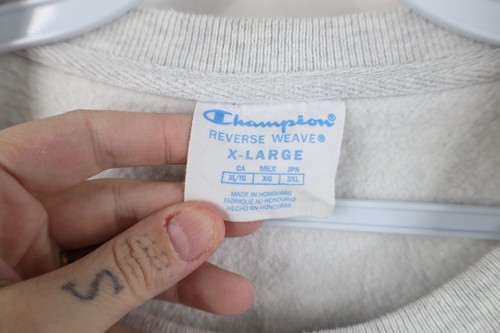 Champion®
REVERSE WEAVE®
X-LARGE
CA MEX JPN
XL/TG XG 3XL
MADE IN HONDURAS
FABRIQUÉ AU HONDURAS
HECHO EN HONDURAS
S